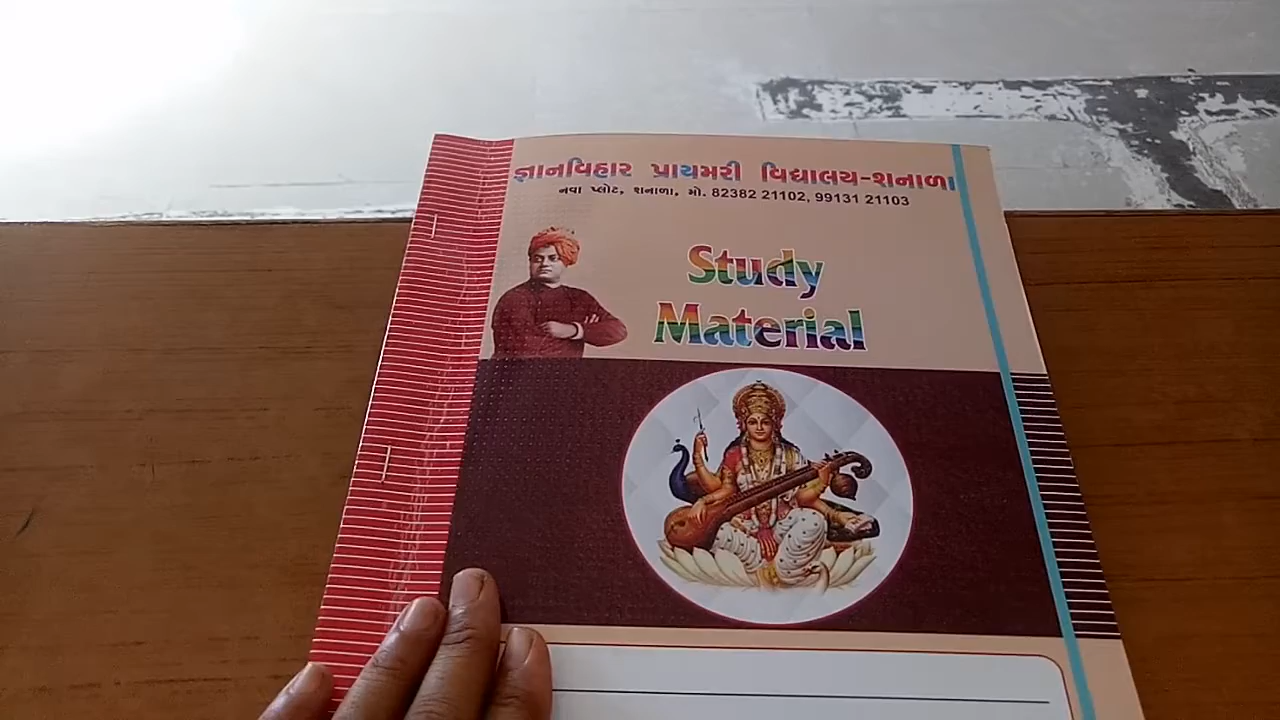 જ્ઞાનવિહાર પ્રાયમરી વિદ્યાલય-શનાળા
નવા પ્લોટ, શનાળા, મો. 82382 21102, 99131 21103
Study
Material